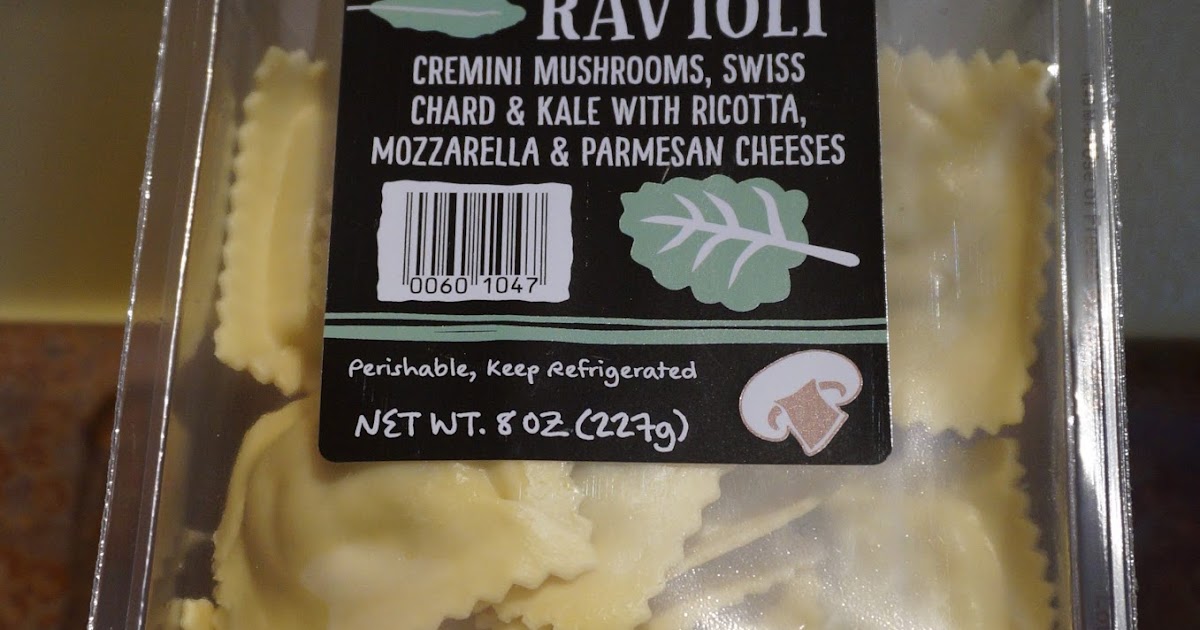 RAVIOLI
CREMINI MUSHROOMS, SWISS
CHARD & KALE WITH RICOTTA,
MOZZARELLA & PARMESAN CHEESES
0060 1047
Perishable, Keep Refrigerated
NET WT. 8 OZ (227g)